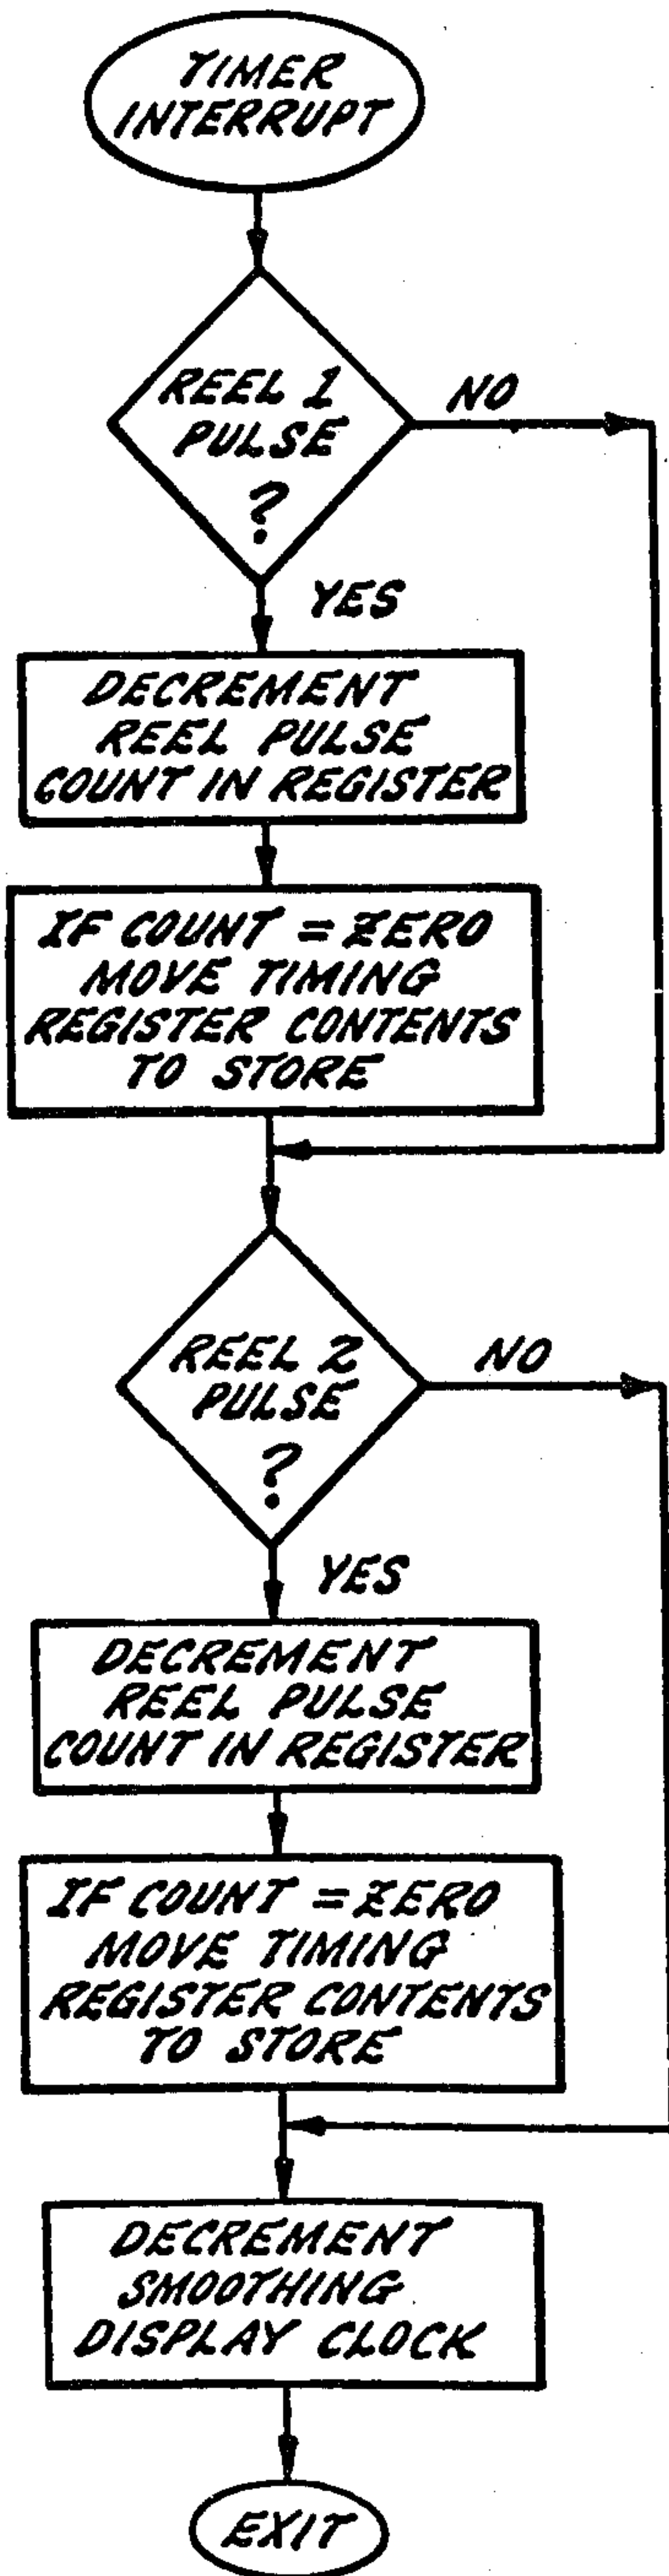 TIMER
INTERRUPT
REEL 1
PULSE
?
NO
YES
DECREMENT
REEL PULSE
COUNT IN REGISTER
IF COUNT = ZERO
MOVE TIMING
REGISTER CONTENTS
TO STORE
REEL 2
PULSE
?
NO
YES
DECREMENT
REEL PULSE
COUNT IN REGISTER
IF COUNT = ZERO
MOVE TIMING
REGISTER CONTENTS
TO STORE
DECREMENT
SMOOTHING
DISPLAY CLOCK
EXIT